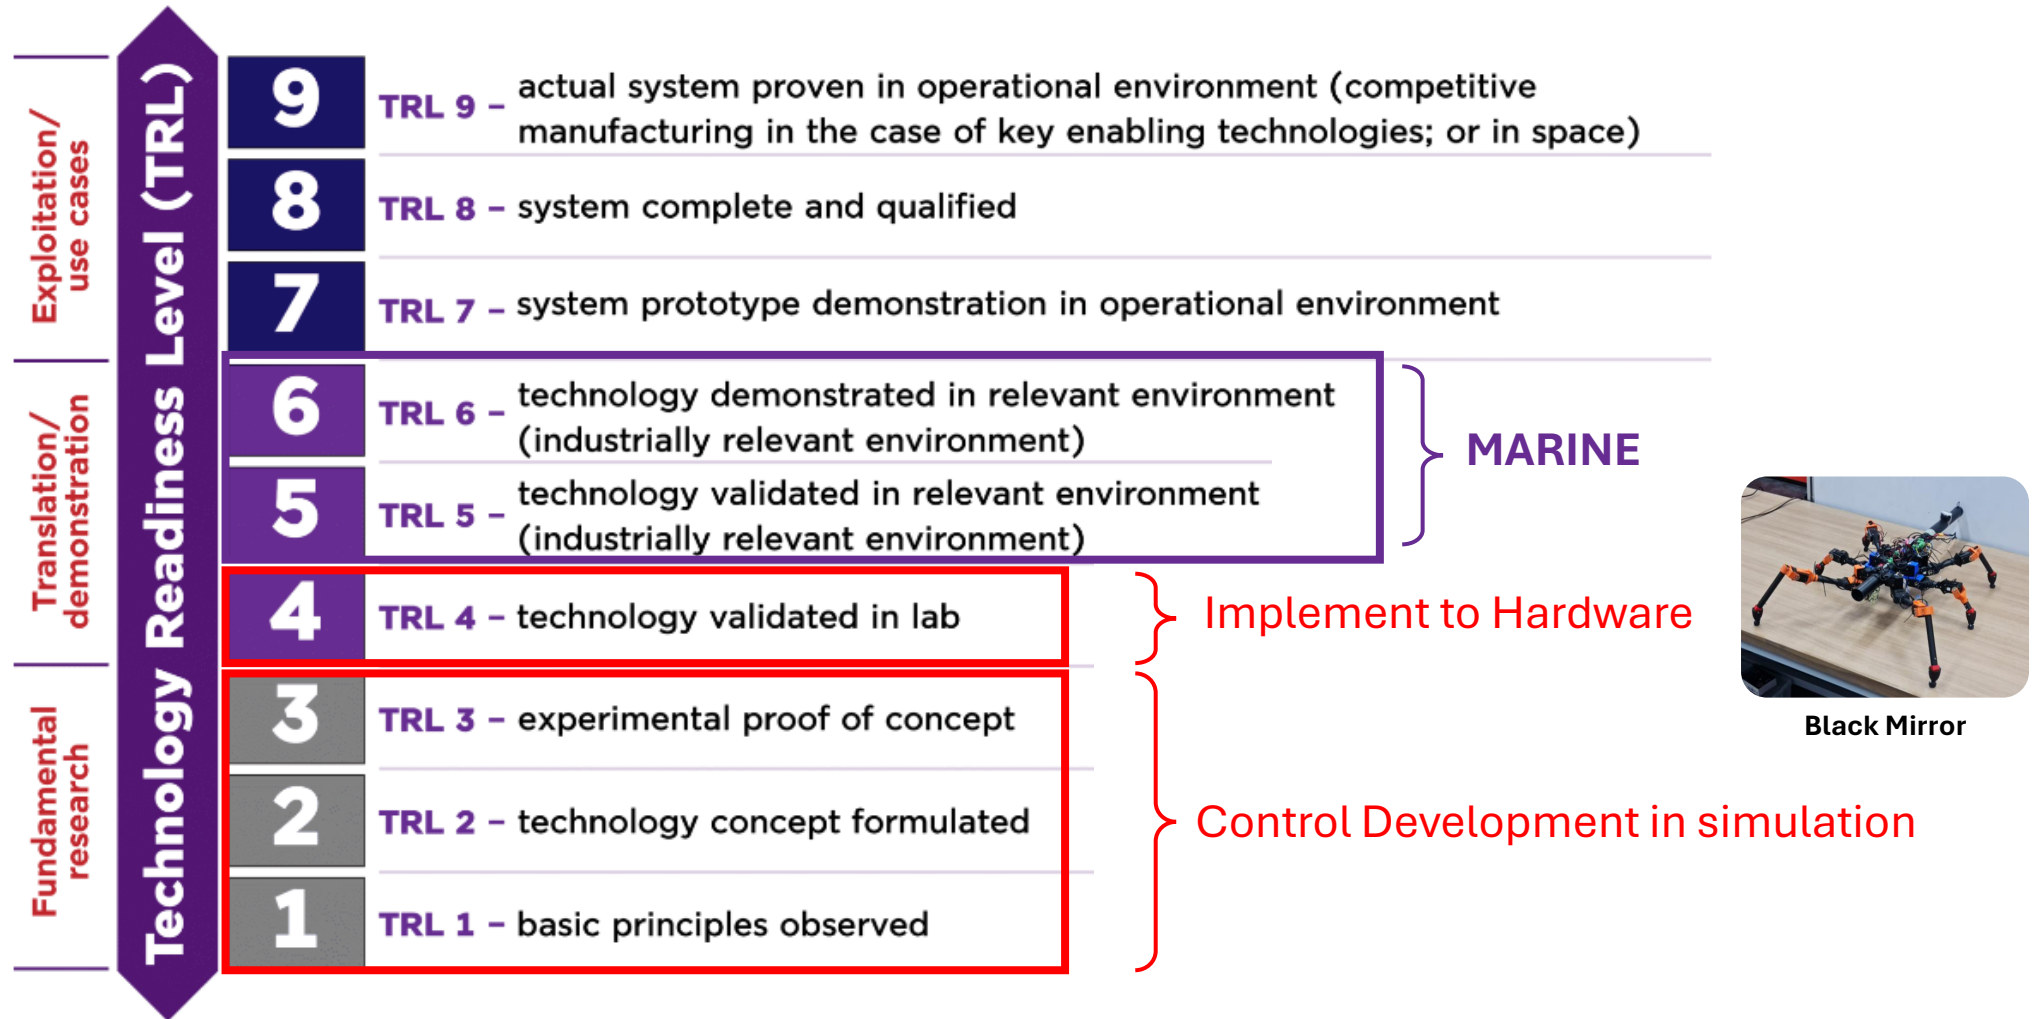 Technology Readiness Level (TRL)
Exploitation/
use cases
9
TRL 9 – actual system proven in operational environment (competitive
manufacturing in the case of key enabling technologies; or in space)
8
TRL 8 – system complete and qualified
7
TRL 7 – system prototype demonstration in operational environment
Translation/
demonstration
6
TRL 6 – technology demonstrated in relevant environment
(industrially relevant environment)
5
TRL 5 – technology validated in relevant environment
(industrially relevant environment)
MARINE
4
TRL 4 – technology validated in lab
Implement to Hardware
Black Mirror
Fundamental
research
3
TRL 3 – experimental proof of concept
2
TRL 2 – technology concept formulated
1
TRL 1 – basic principles observed
Control Development in simulation